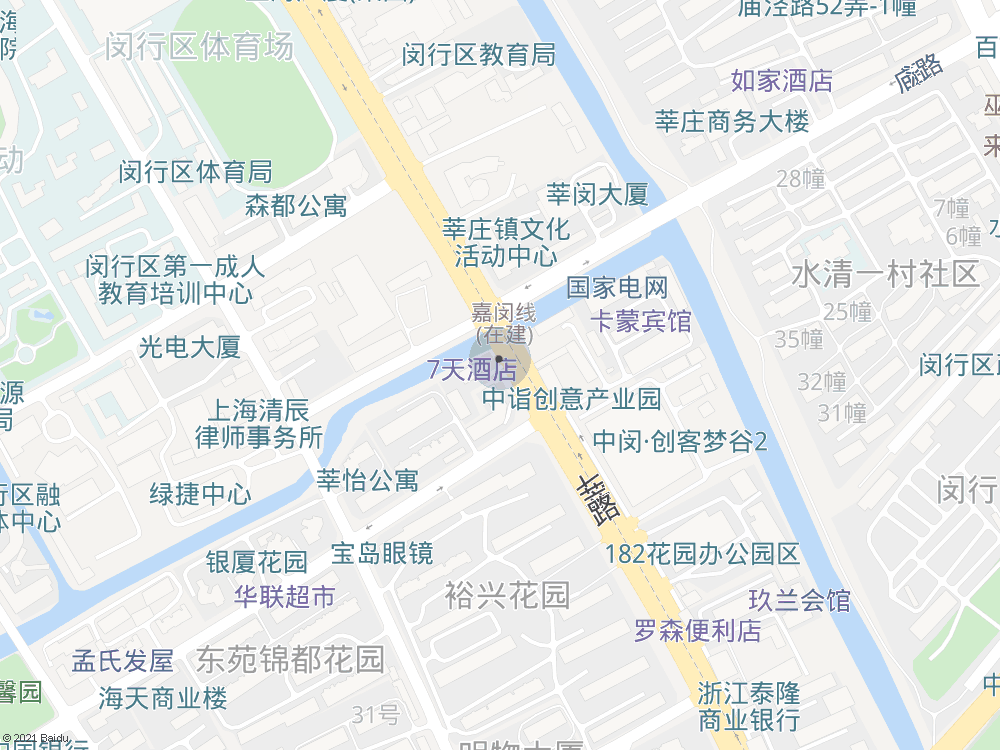 庙泾路52弄-1幢
闵行区体育场
闵行区教育局
如家酒店
莘庄商务大楼
闵行区体育局
28幢
莘闵大厦
森都公寓
7幢
莘庄镇文化
活动中心
6幢
闵行区第一成人
教育培训中心
水清一村社区
国家电网
嘉闵线
(在建)
25幢
卡蒙宾馆
35幢
光电大厦
7天酒店
32幢
中诣创意产业园
上海清辰
律师事务所
31幢
中闵·创客梦谷2
莘怡公寓
绿捷中心
莘路
182花园办公园区
宝岛眼镜
银厦花园
华联超市
裕兴花园
玖兰会馆
罗森便利店
孟氏发屋
东苑锦都花园
海天商业楼
浙江泰隆
商业银行
31号
© 2021 Baidu